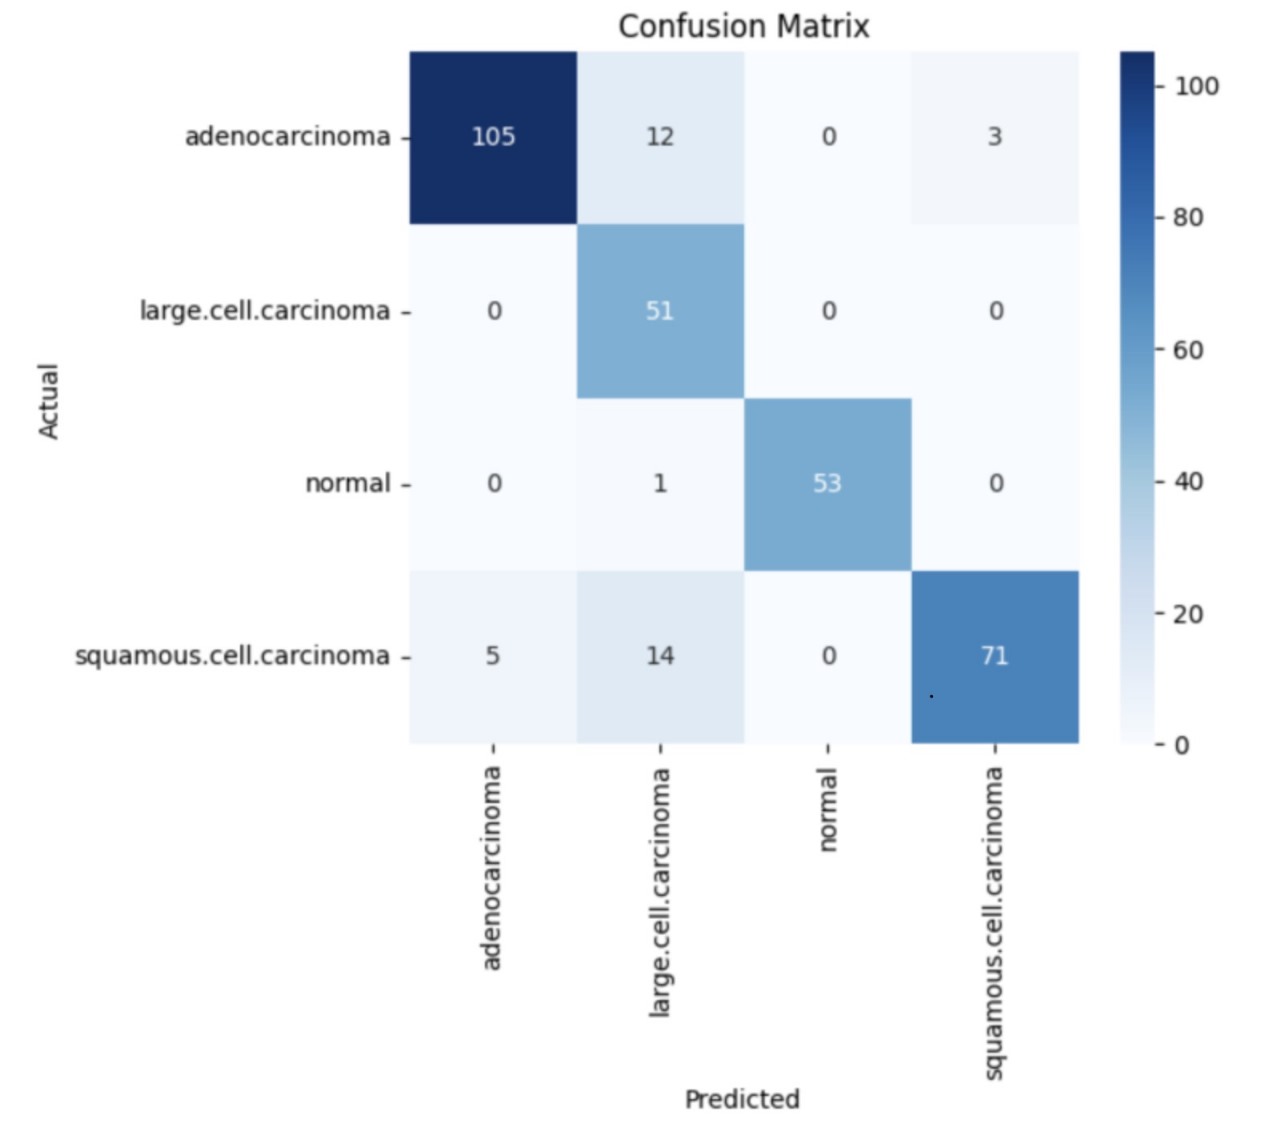 Confusion Matrix
adenocarcinoma
105 12 0 3
large.cell.carcinoma
0 51 0 0
normal
0 1 53 0
squamous.cell.carcinoma
5 14 0 71
Actual
adenocarcinoma
large.cell.carcinoma
normal
squamous.cell.carcinoma
Predicted
100
80
60
40
20
0